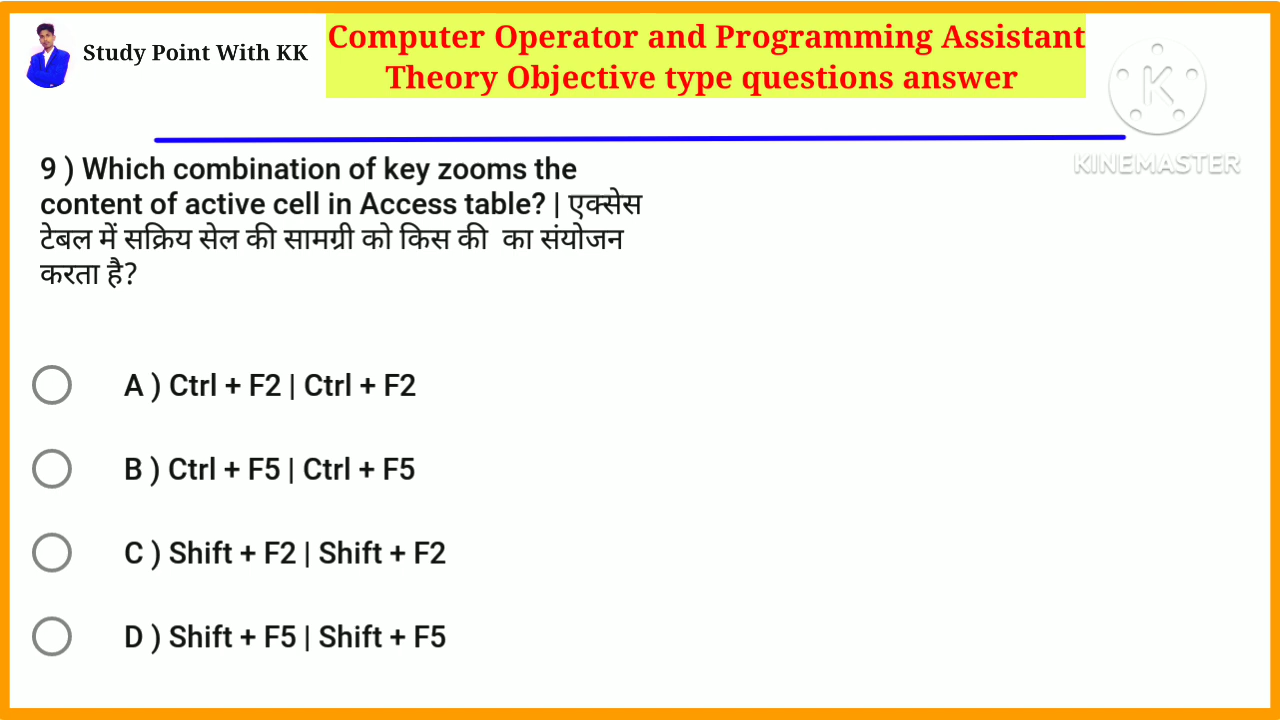 Study Point With KK
Computer Operator and Programming Assistant
Theory Objective type questions answer
K
KINEMASTER
9 ) Which combination of key zooms the
content of active cell in Access table? | एक्सेस
टेबल में सक्रिय सेल की सामग्री को किस की का संयोजन
करता है?
A ) Ctrl + F2 | Ctrl + F2
B ) Ctrl + F5 | Ctrl + F5
C ) Shift + F2 | Shift + F2
D ) Shift + F5 | Shift + F5